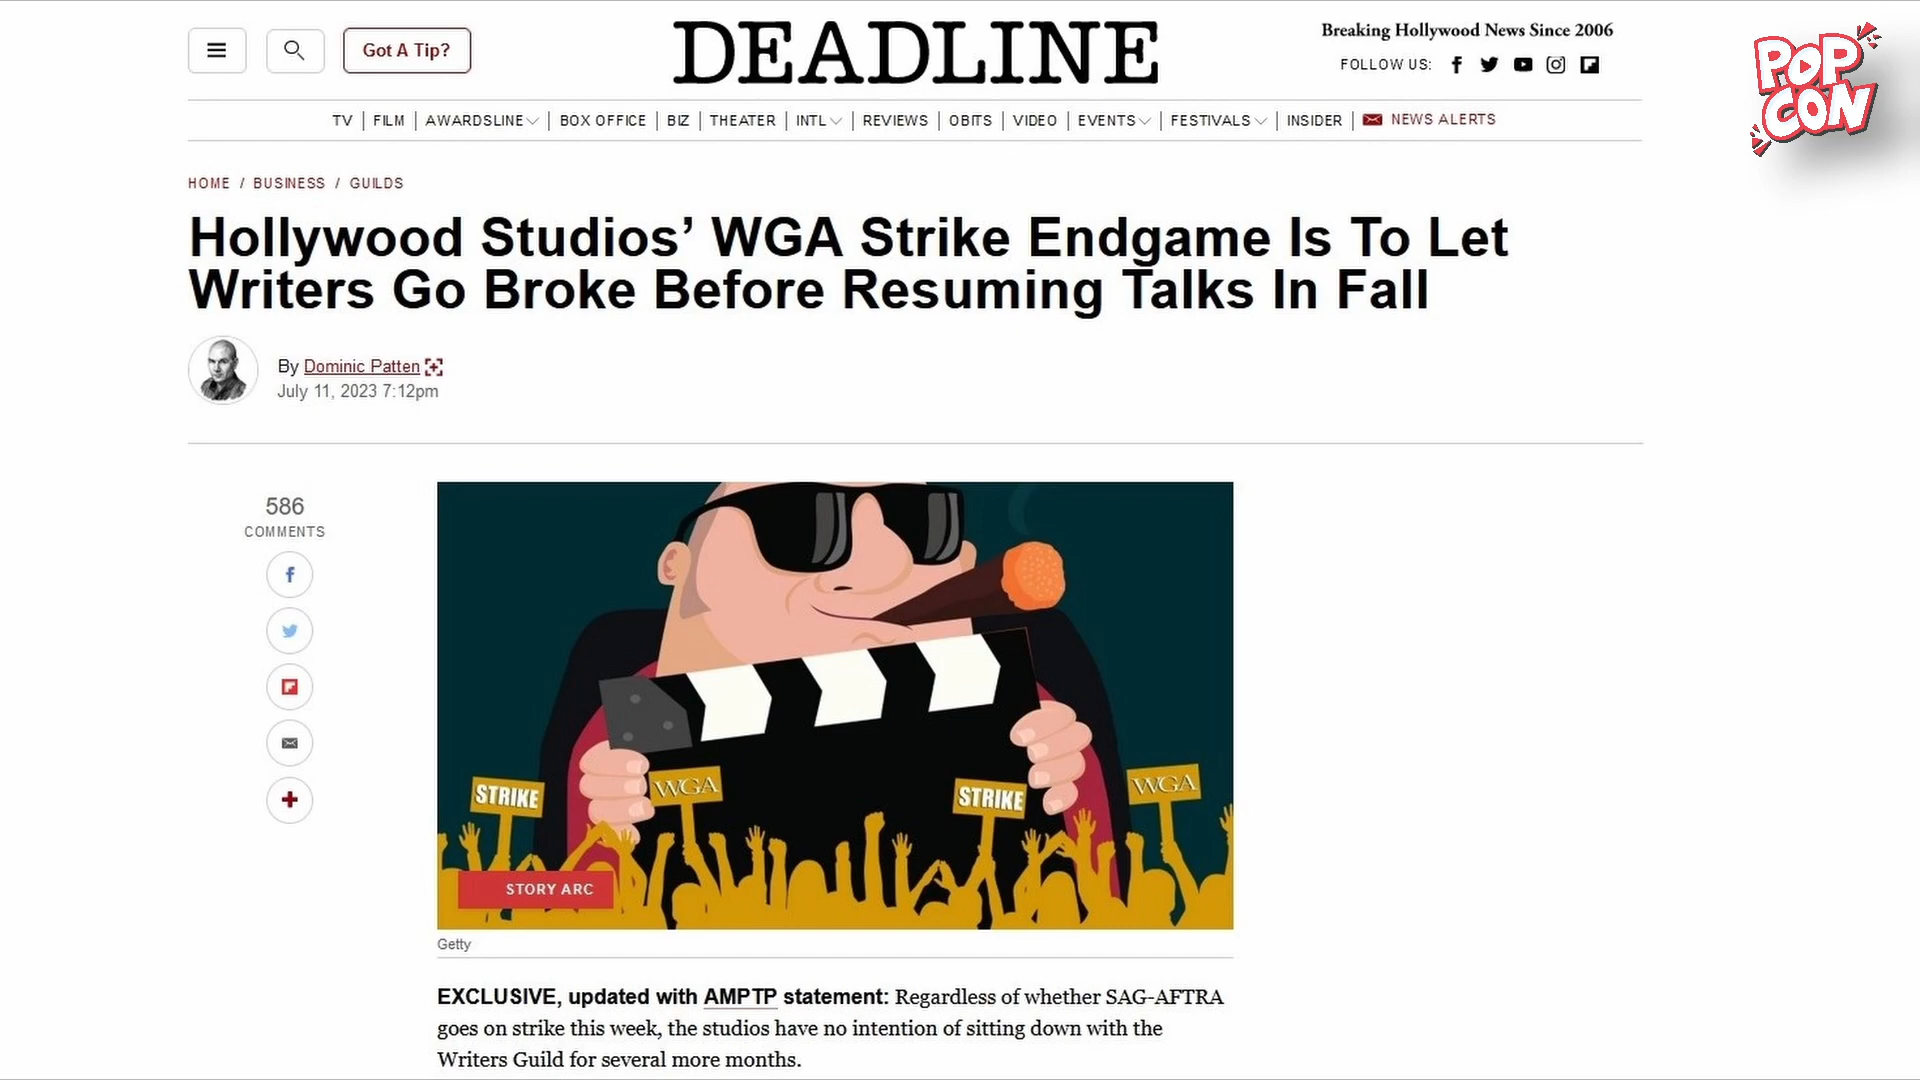 Got A Tip?
DEADLINE
Breaking Hollywood News Since 2006
FOLLOW US:
POP
CON
TV FILM AWARDSLINE BOX OFFICE BIZ THEATER INTL REVIEWS OBITS VIDEO EVENTS FESTIVALS INSIDER NEWS ALERTS
HOME / BUSINESS / GUILDS
Hollywood Studios’ WGA Strike Endgame Is To Let
Writers Go Broke Before Resuming Talks In Fall
By Dominic Patten
July 11, 2023 7:12pm
586
COMMENTS
STRIKE
WGA
STRIKE
WGA
STORY ARC
Getty
EXCLUSIVE, updated with AMPTP statement: Regardless of whether SAG-AFTRA
goes on strike this week, the studios have no intention of sitting down with the
Writers Guild for several more months.